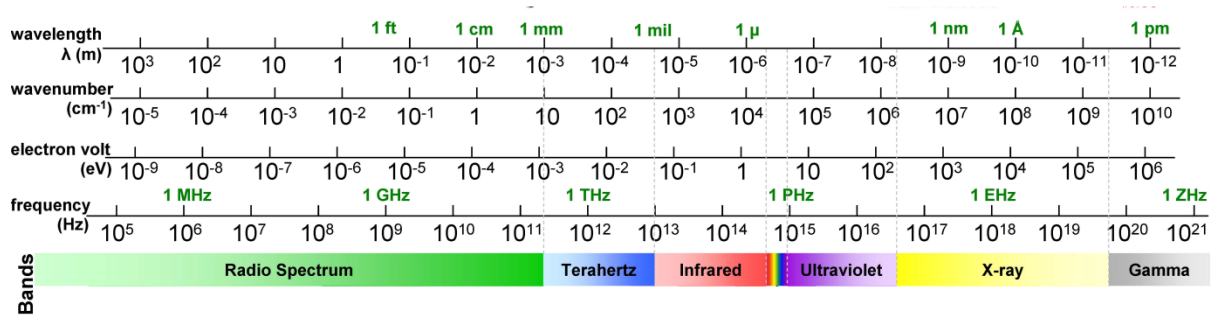 1 ft 1 cm 1 mm 1 mil 1 µ 1 nm 1 Å 1 pm
wavelength
λ (m)
10³ 10² 10 1 10⁻¹ 10⁻² 10⁻³ 10⁻⁴ 10⁻⁵ 10⁻⁶ 10⁻⁷ 10⁻⁸ 10⁻⁹ 10⁻¹⁰ 10⁻¹¹ 10⁻¹²
wavenumber
(cm⁻¹)
10⁻⁵ 10⁻⁴ 10⁻³ 10⁻² 10⁻¹ 1 10 10² 10³ 10⁴ 10⁵ 10⁶ 10⁷ 10⁸ 10⁹ 10¹⁰
electron volt
(eV)
10⁻⁹ 10⁻⁸ 10⁻⁷ 10⁻⁶ 10⁻⁵ 10⁻⁴ 10⁻³ 10⁻² 10⁻¹ 1 10 10² 10³ 10⁴ 10⁵ 10⁶
1 MHz 1 GHz 1 THz 1 PHz 1 EHz 1 ZHz
frequency
(Hz)
10⁵ 10⁶ 10⁷ 10⁸ 10⁹ 10¹⁰ 10¹¹ 10¹² 10¹³ 10¹⁴ 10¹⁵ 10¹⁶ 10¹⁷ 10¹⁸ 10¹⁹ 10²⁰ 10²¹
Bands
Radio Spectrum Terahertz Infrared Ultraviolet X-ray Gamma